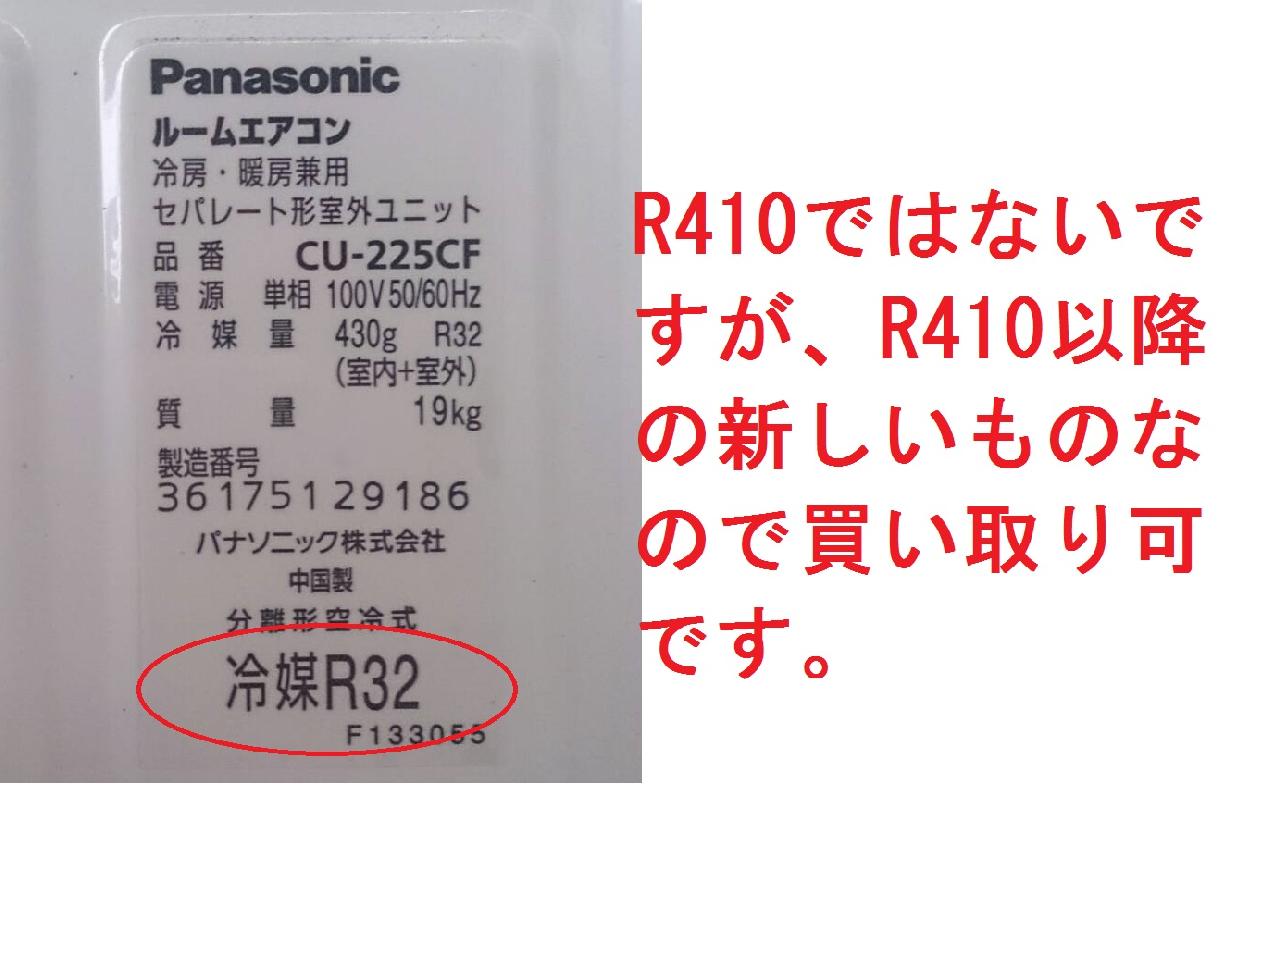 Panasonic
ルームエアコン
冷房・暖房兼用
セパレート形室外ユニット
品番 CU-225CF
電源 単相 100V 50/60Hz
冷媒量 430g R32
(室内+室外)
質量 19kg
製造番号
36175129186
パナソニック株式会社
中国製
分離形空冷式
冷媒R32
F133055
R410ではないで
すが、R410以降
の新しいものな
ので買い取り可
です。